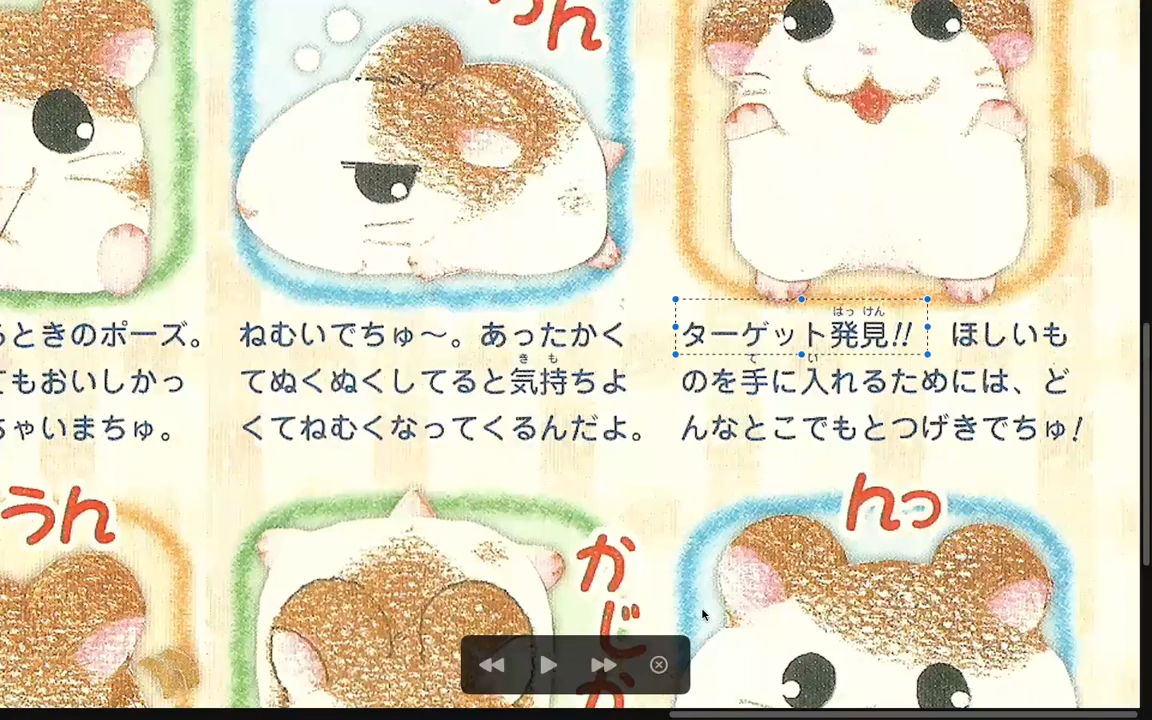 うん
るときのポーズ。
てもおいしかっ
ちゃいまちゅ。
ねむいでちゅ〜。あったかく
てぬくぬくしてると気持ちよ
くてねむくなってくるんだよ。
ターゲット発見!! ほしいも
のを手に入れるためには、ど
んなとこでもとつげきでちゅ!
うん
かじか
んっ